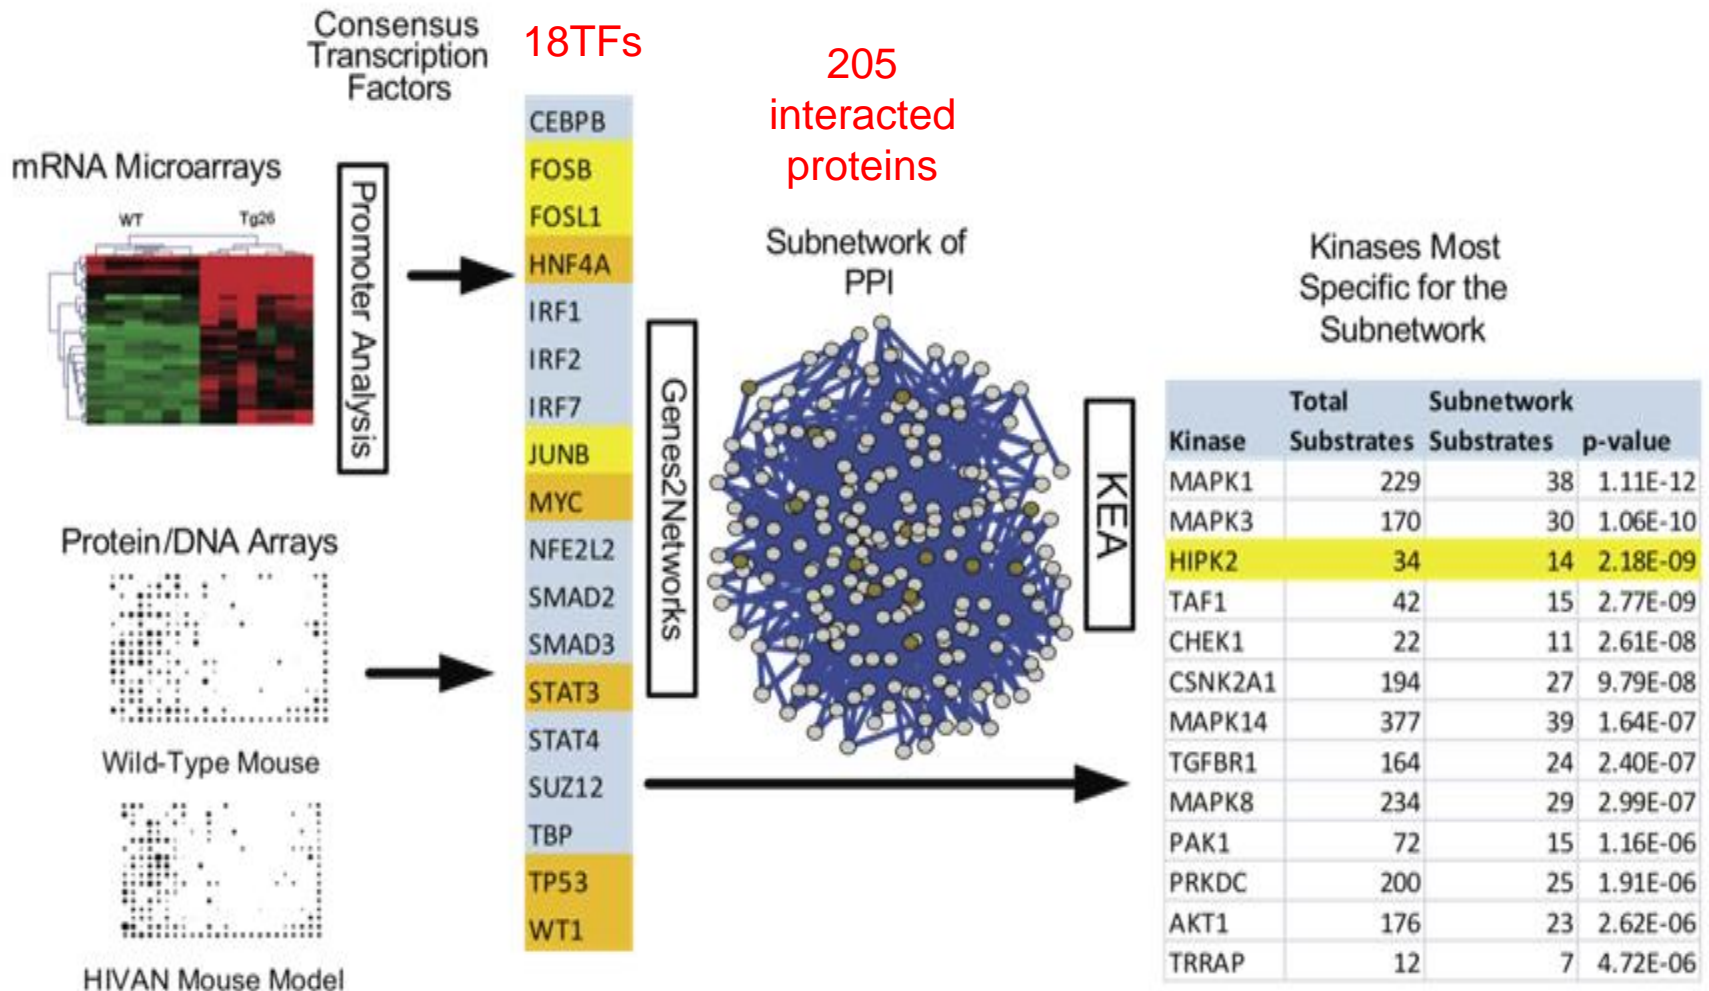 Consensus
Transcription
Factors
18TFs
205
interacted
proteins
mRNA Microarrays
WT Tg26
Promoter Analysis
Protein/DNA Arrays
Wild-Type Mouse
HIVAN Mouse Model
CEBPB
FOSB
FOSL1
HNF4A
IRF1
IRF2
IRF7
JUNB
MYC
NFE2L2
SMAD2
SMAD3
STAT3
STAT4
SUZ12
TBP
TP53
WT1
Genes2Networks
Subnetwork of
PPI
KEA
Kinases Most
Specific for the
Subnetwork
Total Subnetwork
Kinase Substrates Substrates p-value
MAPK1 229 38 1.11E-12
MAPK3 170 30 1.06E-10
HIPK2 34 14 2.18E-09
TAF1 42 15 2.77E-09
CHEK1 22 11 2.61E-08
CSNK2A1 194 27 9.79E-08
MAPK14 377 39 1.64E-07
TGFBR1 164 24 2.40E-07
MAPK8 234 29 2.99E-07
PAK1 72 15 1.16E-06
PRKDC 200 25 1.91E-06
AKT1 176 23 2.62E-06
TRRAP 12 7 4.72E-06